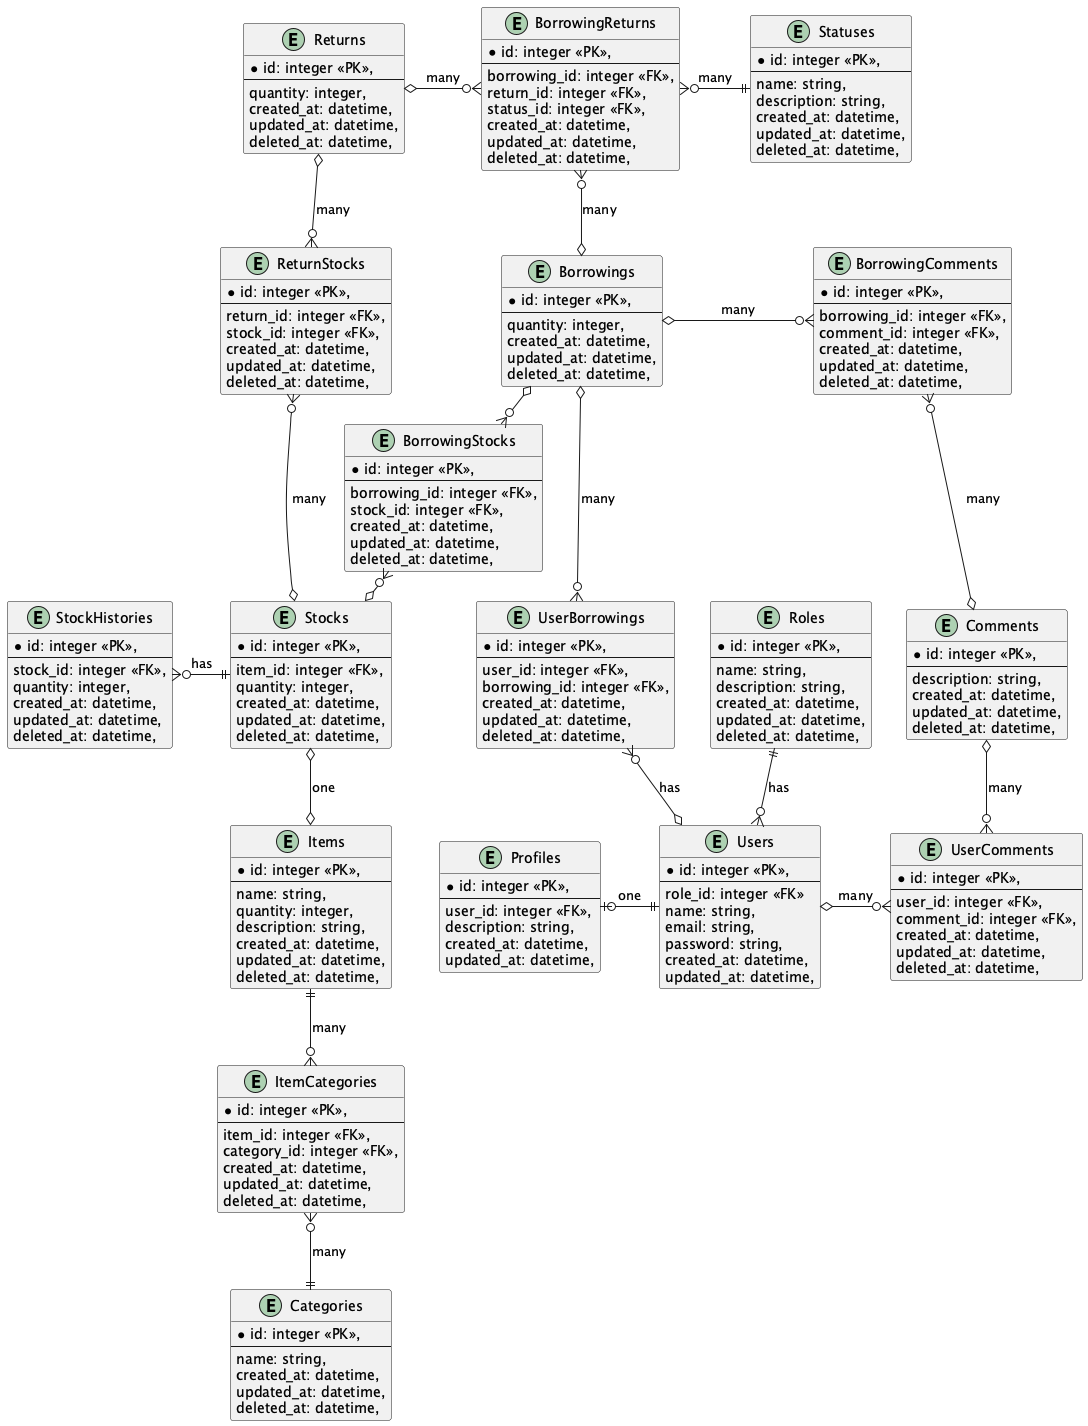 E Returns
* id: integer «PK»,
quantity: integer,
created_at: datetime,
updated_at: datetime,
deleted_at: datetime,
many
E BorrowingReturns
* id: integer «PK»,
borrowing_id: integer «FK»,
return_id: integer «FK»,
status_id: integer «FK»,
created_at: datetime,
updated_at: datetime,
deleted_at: datetime,
many
E Statuses
* id: integer «PK»,
name: string,
description: string,
created_at: datetime,
updated_at: datetime,
deleted_at: datetime,
many
many
E ReturnStocks
* id: integer «PK»,
return_id: integer «FK»,
stock_id: integer «FK»,
created_at: datetime,
updated_at: datetime,
deleted_at: datetime,
E Borrowings
* id: integer «PK»,
quantity: integer,
created_at: datetime,
updated_at: datetime,
deleted_at: datetime,
many
E BorrowingComments
* id: integer «PK»,
borrowing_id: integer «FK»,
comment_id: integer «FK»,
created_at: datetime,
updated_at: datetime,
deleted_at: datetime,
E BorrowingStocks
* id: integer «PK»,
borrowing_id: integer «FK»,
stock_id: integer «FK»,
created_at: datetime,
updated_at: datetime,
deleted_at: datetime,
many
many
many
E StockHistories
* id: integer «PK»,
stock_id: integer «FK»,
quantity: integer,
created_at: datetime,
updated_at: datetime,
deleted_at: datetime,
has
E Stocks
* id: integer «PK»,
item_id: integer «FK»,
quantity: integer,
created_at: datetime,
updated_at: datetime,
deleted_at: datetime,
E UserBorrowings
* id: integer «PK»,
user_id: integer «FK»,
borrowing_id: integer «FK»,
created_at: datetime,
updated_at: datetime,
deleted_at: datetime,
E Roles
* id: integer «PK»,
name: string,
description: string,
created_at: datetime,
updated_at: datetime,
deleted_at: datetime,
E Comments
* id: integer «PK»,
description: string,
created_at: datetime,
updated_at: datetime,
deleted_at: datetime,
one
has
has
many
E Items
* id: integer «PK»,
name: string,
quantity: integer,
description: string,
created_at: datetime,
updated_at: datetime,
deleted_at: datetime,
E Profiles
* id: integer «PK»,
user_id: integer «FK»,
description: string,
created_at: datetime,
updated_at: datetime,
one
E Users
* id: integer «PK»,
role_id: integer «FK»
name: string,
email: string,
password: string,
created_at: datetime,
updated_at: datetime,
many
E UserComments
* id: integer «PK»,
user_id: integer «FK»,
comment_id: integer «FK»,
created_at: datetime,
updated_at: datetime,
deleted_at: datetime,
many
E ItemCategories
* id: integer «PK»,
item_id: integer «FK»,
category_id: integer «FK»,
created_at: datetime,
updated_at: datetime,
deleted_at: datetime,
many
E Categories
* id: integer «PK»,
name: string,
created_at: datetime,
updated_at: datetime,
deleted_at: datetime,